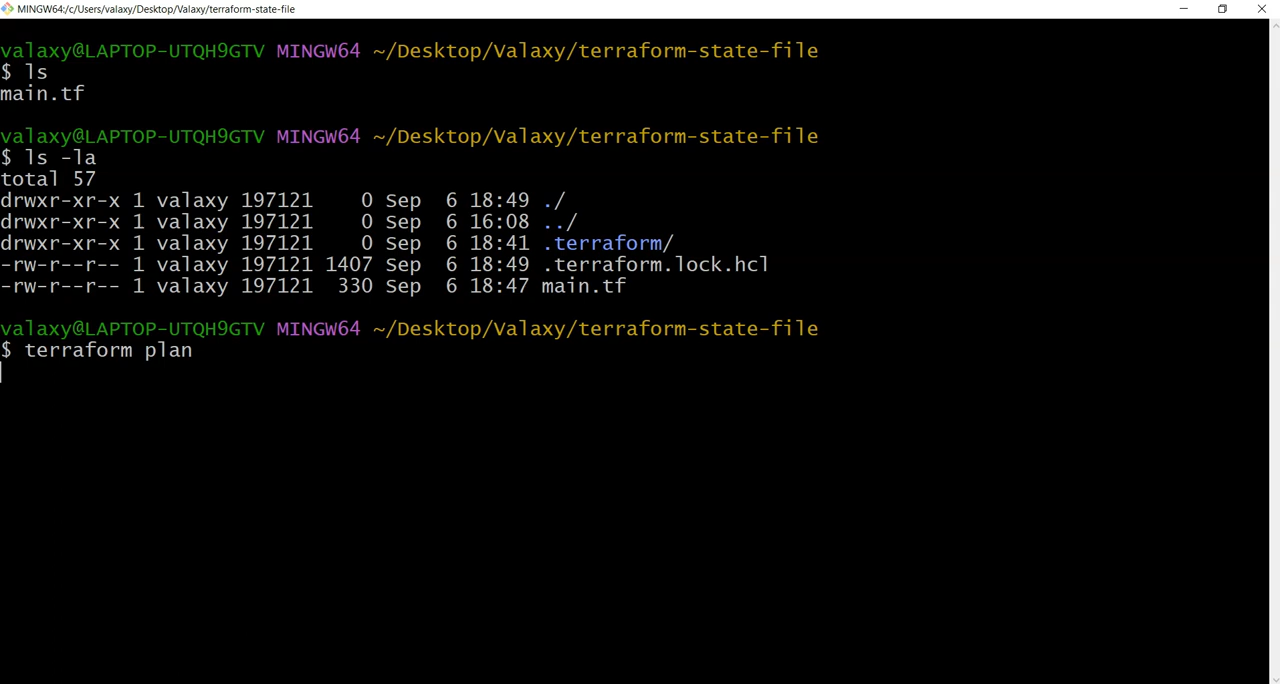 MINGW64:/c/Users/valaxy/Desktop/Valaxy/terraform-state-file
valaxy@LAPTOP-UTQH9GTV MINGW64 ~/Desktop/Valaxy/terraform-state-file
$ ls
main.tf
valaxy@LAPTOP-UTQH9GTV MINGW64 ~/Desktop/Valaxy/terraform-state-file
$ ls -la
total 57
drwxr-xr-x 1 valaxy 197121    0 Sep  6 18:49 ./
drwxr-xr-x 1 valaxy 197121    0 Sep  6 16:08 ../
drwxr-xr-x 1 valaxy 197121    0 Sep  6 18:41 .terraform/
-rw-r--r-- 1 valaxy 197121 1407 Sep  6 18:49 .terraform.lock.hcl
-rw-r--r-- 1 valaxy 197121  330 Sep  6 18:47 main.tf
valaxy@LAPTOP-UTQH9GTV MINGW64 ~/Desktop/Valaxy/terraform-state-file
$ terraform plan